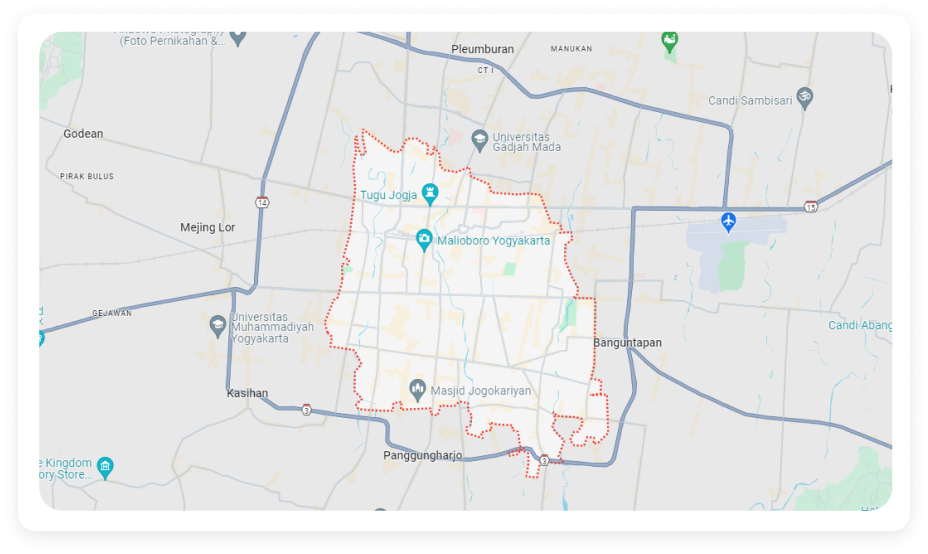 (Foto Pernikahan &...
Pleumburan
MANUKAN
CT I
Candi Sambisari
Godean
Universitas
Gadjah Mada
PIRAK BULUS
Tugu Jogja
14
15
Mejing Lor
Malioboro Yogyakarta
GEJAWAN
Universitas
Muhammadiyah
Yogyakarta
Candi Abang
Banguntapan
Kasihan
Masjid Jogokariyan
3
Panggungharjo
3
e Kingdom
ory Store...